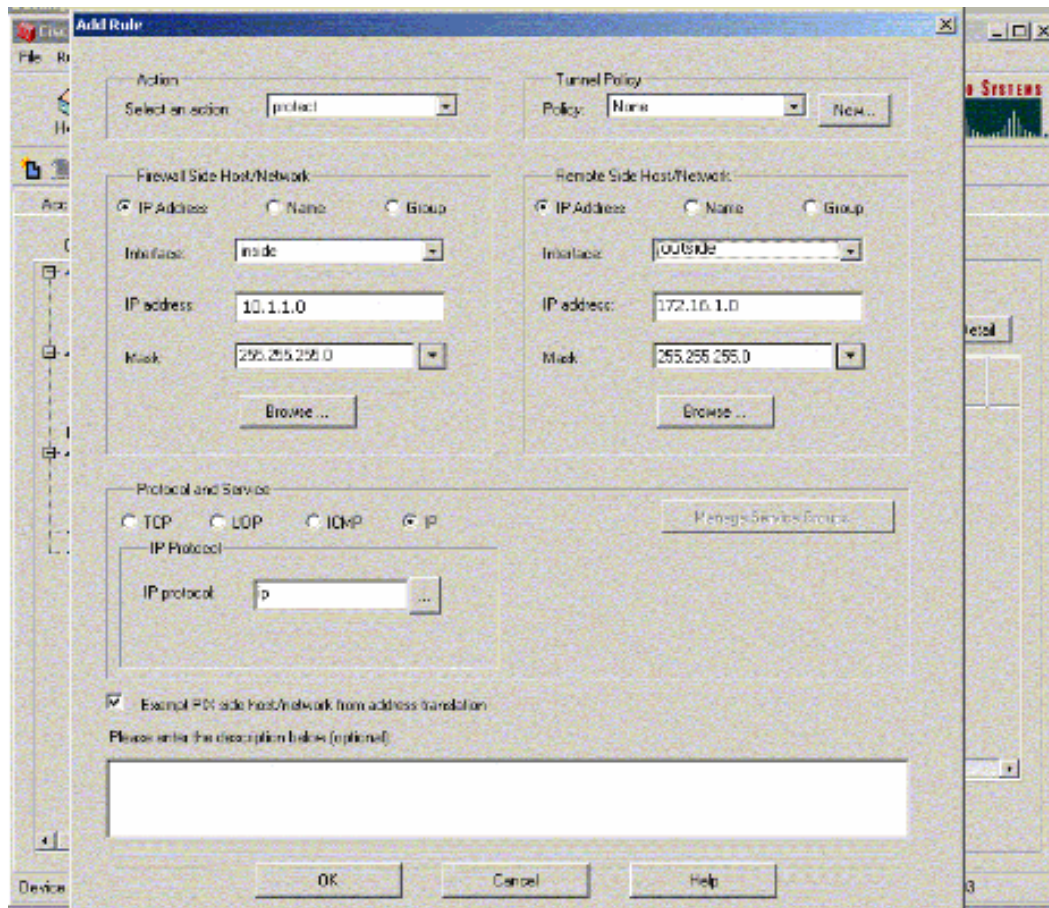 Add Rule
File
Action
Select an action
protect
Tunnel Policy
Policy:
None
New...
SYSTEMS
Firewall Side Host/Network
IP Address
Name
Group
Interface:
inside
IP address:
10.1.1.0
Mask:
255.255.255.0
Browse ...
Remote Side Host/Network
IP Address
Name
Group
Interface:
outside
IP address:
172.16.1.0
Mask:
255.255.255.0
Browse ...
Protocol and Service
TCP
UDP
ICMP
IP
Manage Service Groups
IP Protocol
IP protocol:
ip
...
Exempt PIX side host/network from address translation
Please enter the description below (optional):
OK
Cancel
Help
Device
3